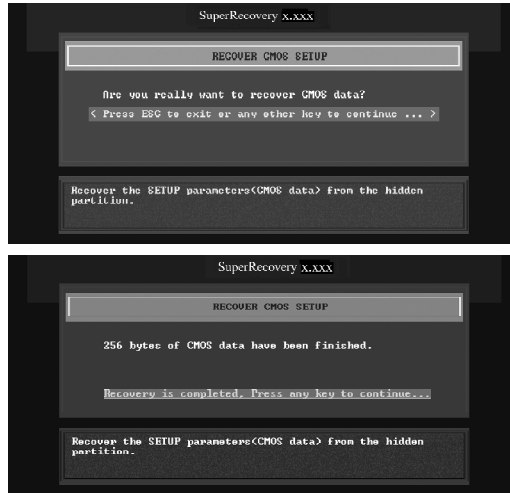 SuperRecovery x.xxx
RECOVER CMOS SETUP
Are you really want to recover CMOS data?
< Press ESC to exit or any other key to continue ... >
Recover the SETUP parameters(CMOS data) from the hidden
partition.
SuperRecovery x.xxx
RECOVER CMOS SETUP
256 bytes of CMOS data have been finished.
Recovery is completed, Press any key to continue...
Recover the SETUP parameters(CMOS data) from the hidden
partition.